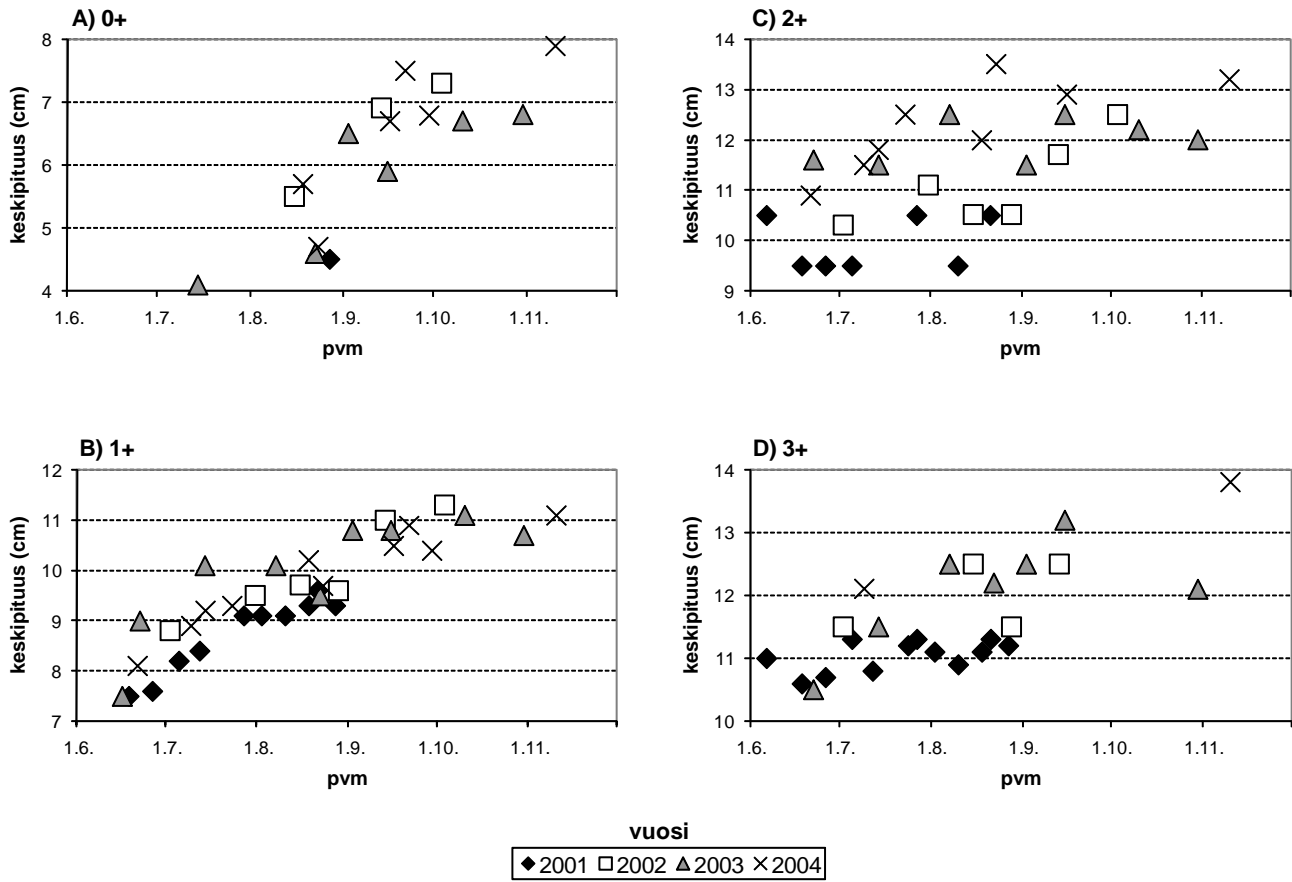 A) 0+
8
7
6
5
4
keskipituus (cm)
1.6. 1.7. 1.8. 1.9. 1.10. 1.11.
pvm
C) 2+
14
13
12
11
10
9
keskipituus (cm)
1.6. 1.7. 1.8. 1.9. 1.10. 1.11.
pvm
B) 1+
12
11
10
9
8
7
keskipituus (cm)
1.6. 1.7. 1.8. 1.9. 1.10. 1.11.
pvm
D) 3+
14
13
12
11
10
keskipituus (cm)
1.6. 1.7. 1.8. 1.9. 1.10. 1.11.
pvm
vuosi
2001 2002 2003 2004